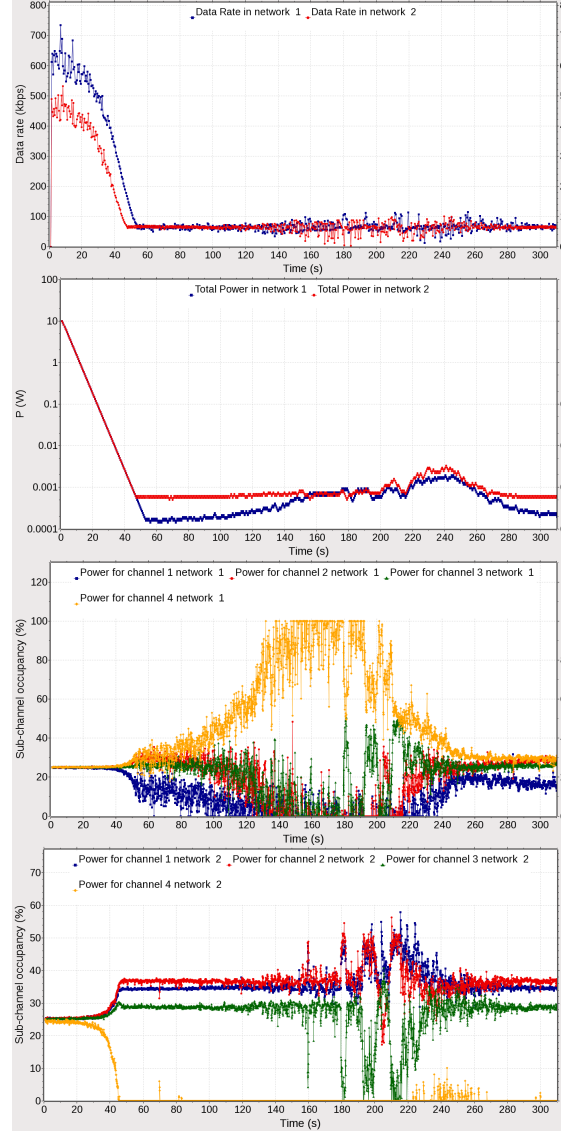 Data Rate in network 1 Data Rate in network 2
800
700
600
500
400
300
200
100
0
Data rate (kbps)
0 20 40 60 80 100 120 140 160 180 200 220 240 260 280 300
Time (s)
Total Power in network 1 Total Power in network 2
100
10
1
0.1
0.01
0.001
0.0001
P (W)
0 20 40 60 80 100 120 140 160 180 200 220 240 260 280 300
Time (s)
Power for channel 1 network 1 Power for channel 2 network 1 Power for channel 3 network 1
Power for channel 4 network 1
120
100
80
60
40
20
0
Sub-channel occupancy (%)
0 20 40 60 80 100 120 140 160 180 200 220 240 260 280 300
Time (s)
Power for channel 1 network 2 Power for channel 2 network 2 Power for channel 3 network 2
Power for channel 4 network 2
70
60
50
40
30
20
10
0
Sub-channel occupancy (%)
0 20 40 60 80 100 120 140 160 180 200 220 240 260 280 300
Time (s)